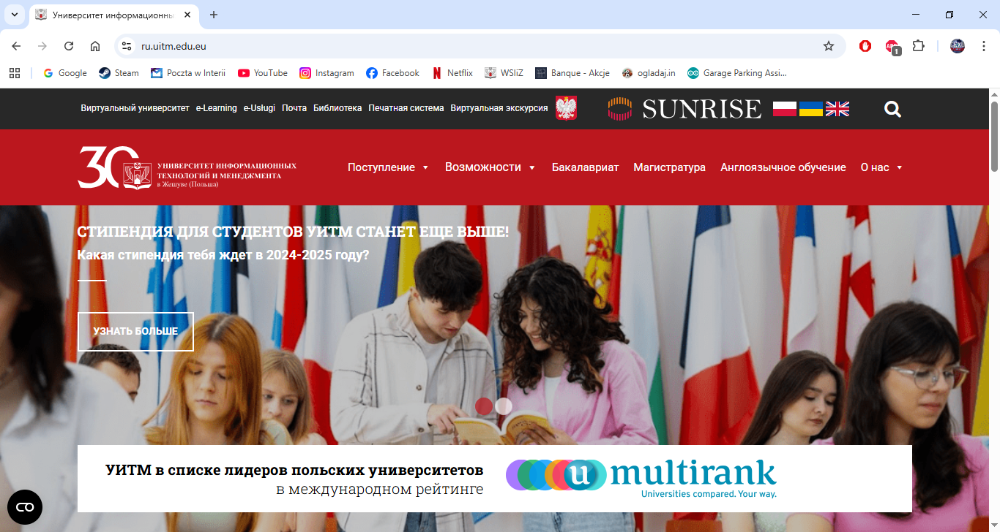 Университет информационны
ru.uitm.edu.eu
1
Google Steam Poczta w Interii YouTube Instagram Facebook Netflix WSIiZ Banque - Akcje ogladaj.in Garage Parking Assi...
Виртуальный университет e-Learning e-Usługi Почта Библиотека Печатная система Виртуальная экскурсия
SUNRISE
30
УНИВЕРСИТЕТ ИНФОРМАЦИОННЫХ
ТЕХНОЛОГИЙ И МЕНЕДЖМЕНТА
в Жешуве (Польша)
Поступление Возможности Бакалавриат Магистратура Англоязычное обучение О нас
СТИПЕНДИЯ ДЛЯ СТУДЕНТОВ УИТМ СТАНЕТ ЕЩЕ ВЫШЕ!
Какая стипендия тебя ждет в 2024-2025 году?
УЗНАТЬ БОЛЬШЕ
УИТМ в списке лидеров польских университетов
в международном рейтинге
u multirank
Universities compared. Your way.